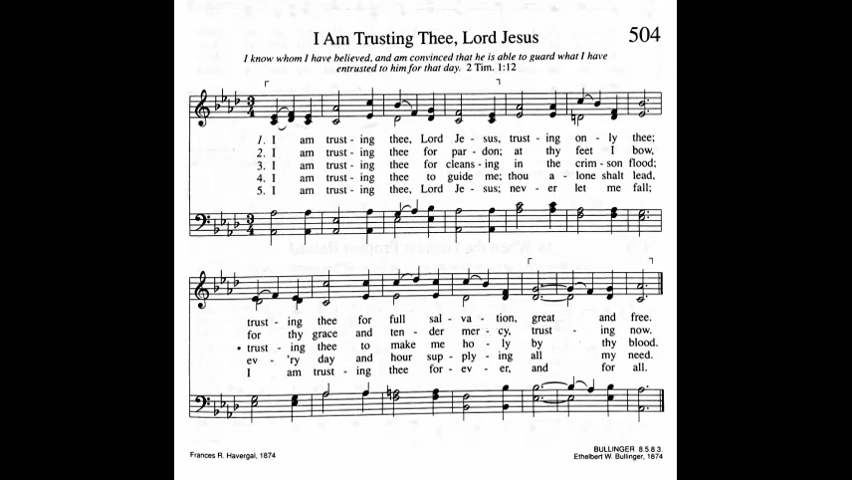 I Am Trusting Thee, Lord Jesus 504
I know whom I have believed, and am convinced that he is able to guard what I have
entrusted to him for that day. 2 Tim. 1:12
1. I am trust - ing thee, Lord Je - sus, trust - ing on - ly thee;
2. I am trust - ing thee for par - don; at thy feet I bow,
3. I am trust - ing thee for cleans - ing in the crim - son flood;
4. I am trust - ing thee to guide me; thou a - lone shalt lead,
5. I am trust - ing thee, Lord Je - sus; nev - er let me fall;
trust - ing thee for full sal - va - tion, great and free.
for thy grace and ten - der mer - cy, trust - ing now.
trust - ing thee to make me ho - ly by thy blood.
ev - 'ry day and hour sup - ply - ing all my need.
I am trust - ing thee for - ev - er, and for all.
Frances R. Havergal, 1874
BULLINGER 8.5.8.3.
Ethelbert W. Bullinger, 1874